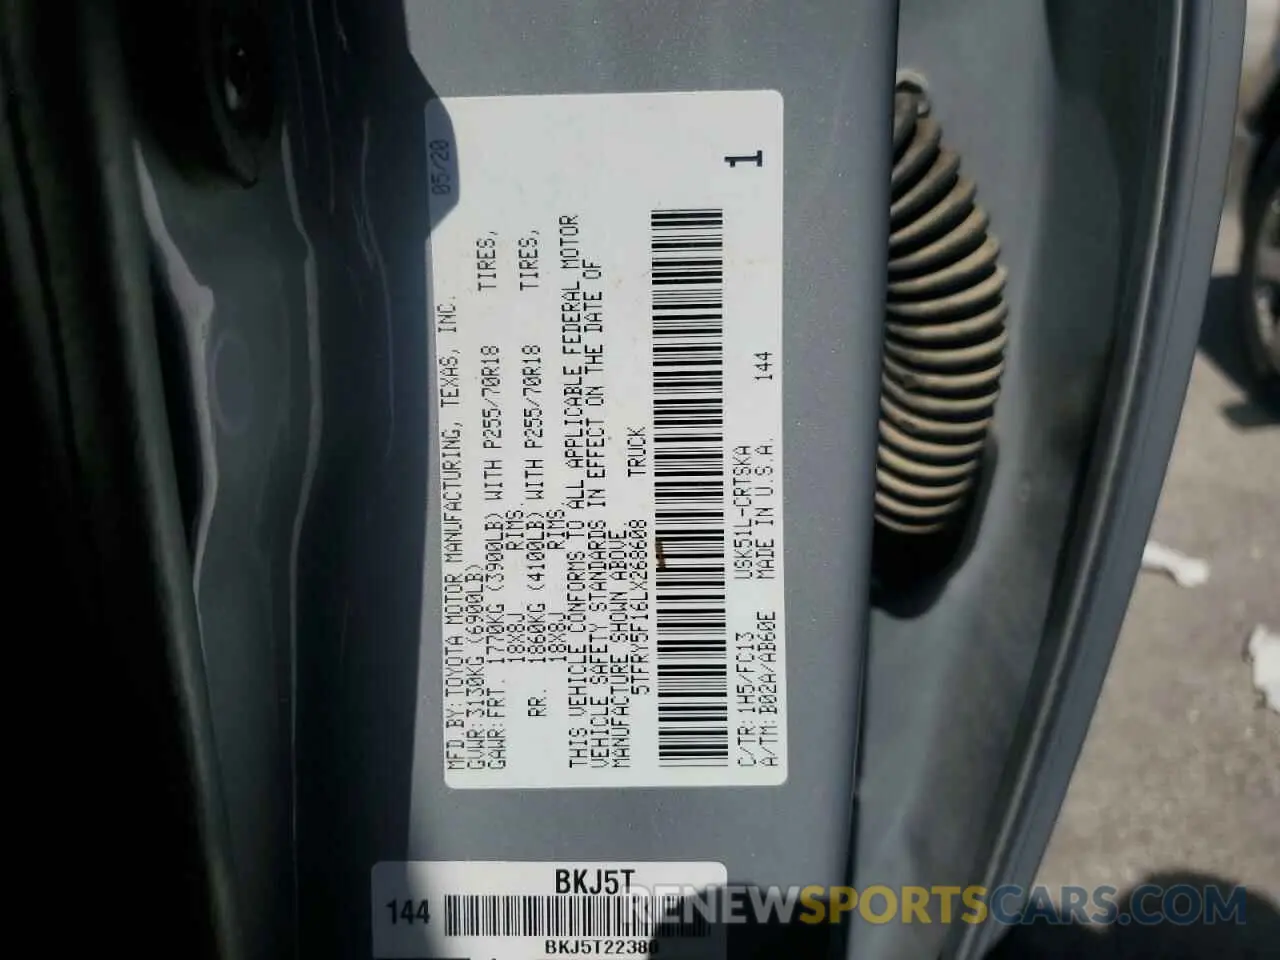 MFD.BY:TOYOTA MOTOR MANUFACTURING, TEXAS, INC. 05/20
GVWR:3130KG (6900LB)
GAWR:FRT. 1770KG (3900LB) WITH P255/70R18 TIRES,
18X8J RIMS.
RR. 1860KG (4100LB) WITH P255/70R18 TIRES,
18X8J RIMS.
THIS VEHICLE CONFORMS TO ALL APPLICABLE FEDERAL MOTOR
VEHICLE SAFETY STANDARDS IN EFFECT ON THE DATE OF
MANUFACTURE SHOWN ABOVE.
5TFRY5F16LX268608 TRUCK
C/TR:1H5/FC13 USK51L-CRTSKA 1
A/TM:B02A/AB60E MADE IN U.S.A. 144
BKJ5T
144
BKJ5T22380
RENEWSPORTSCARS.COM